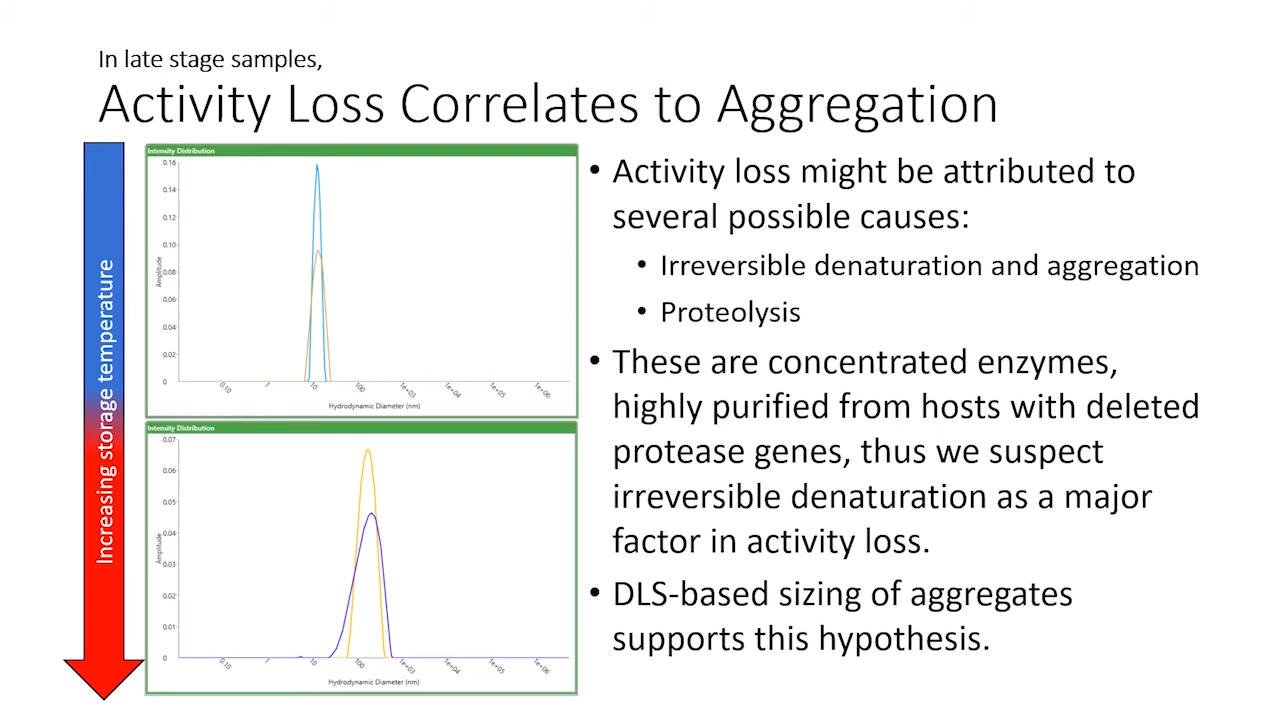 In late stage samples,
Activity Loss Correlates to Aggregation
Increasing storage temperature
Intensity Distribution
0.16
0.14
0.12
0.10
0.08
0.06
0.04
0.02
0
Amplitude
0.10
1
10
100
1e+03
1e+04
1e+05
1e+06
Hydrodynamic Diameter (nm)
Intensity Distribution
0.07
0.06
0.05
0.04
0.03
0.02
0.01
0
Amplitude
0.10
1
10
100
1e+03
1e+04
1e+05
1e+06
Hydrodynamic Diameter (nm)
• Activity loss might be attributed to
several possible causes:
• Irreversible denaturation and aggregation
• Proteolysis
• These are concentrated enzymes,
highly purified from hosts with deleted
protease genes, thus we suspect
irreversible denaturation as a major
factor in activity loss.
• DLS-based sizing of aggregates
supports this hypothesis.